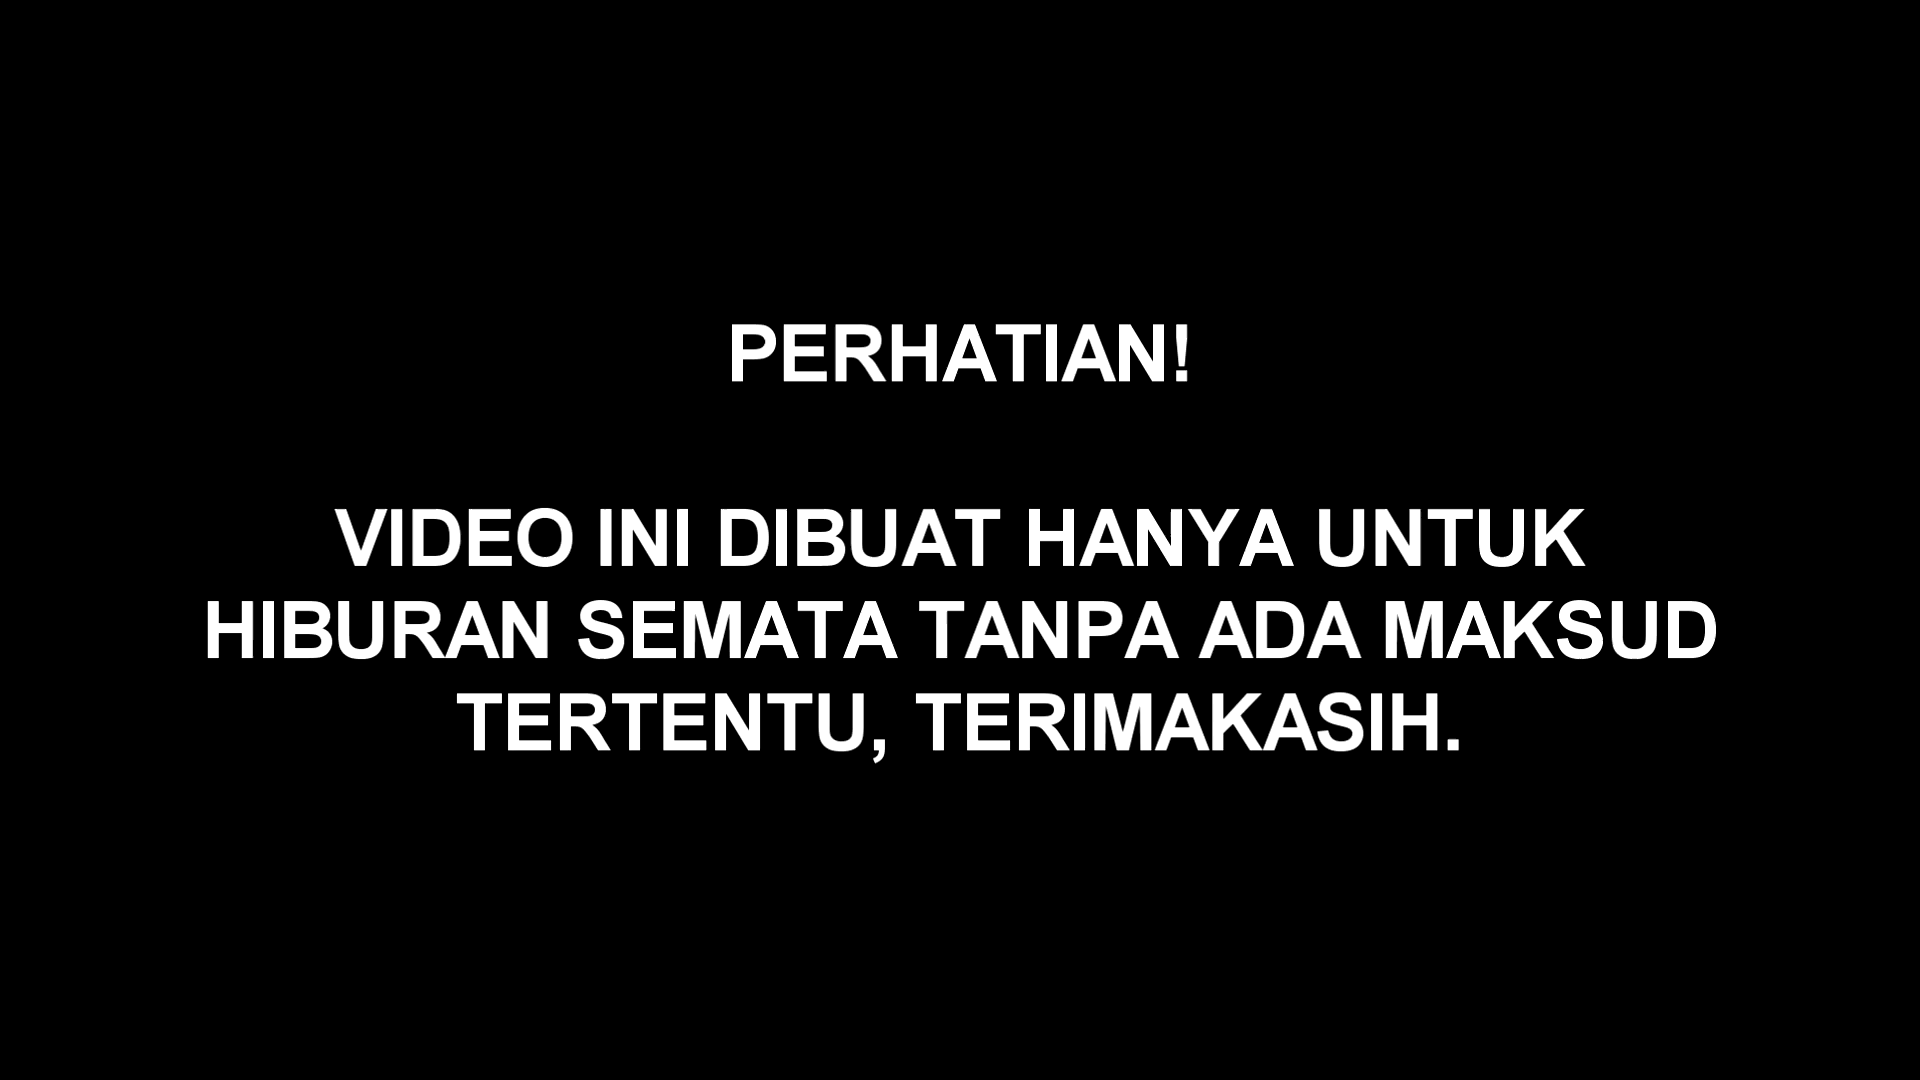 PERHATIAN!
VIDEO INI DIBUAT HANYA UNTUK
HIBURAN SEMATA TANPA ADA MAKSUD
TERTENTU, TERIMAKASIH.